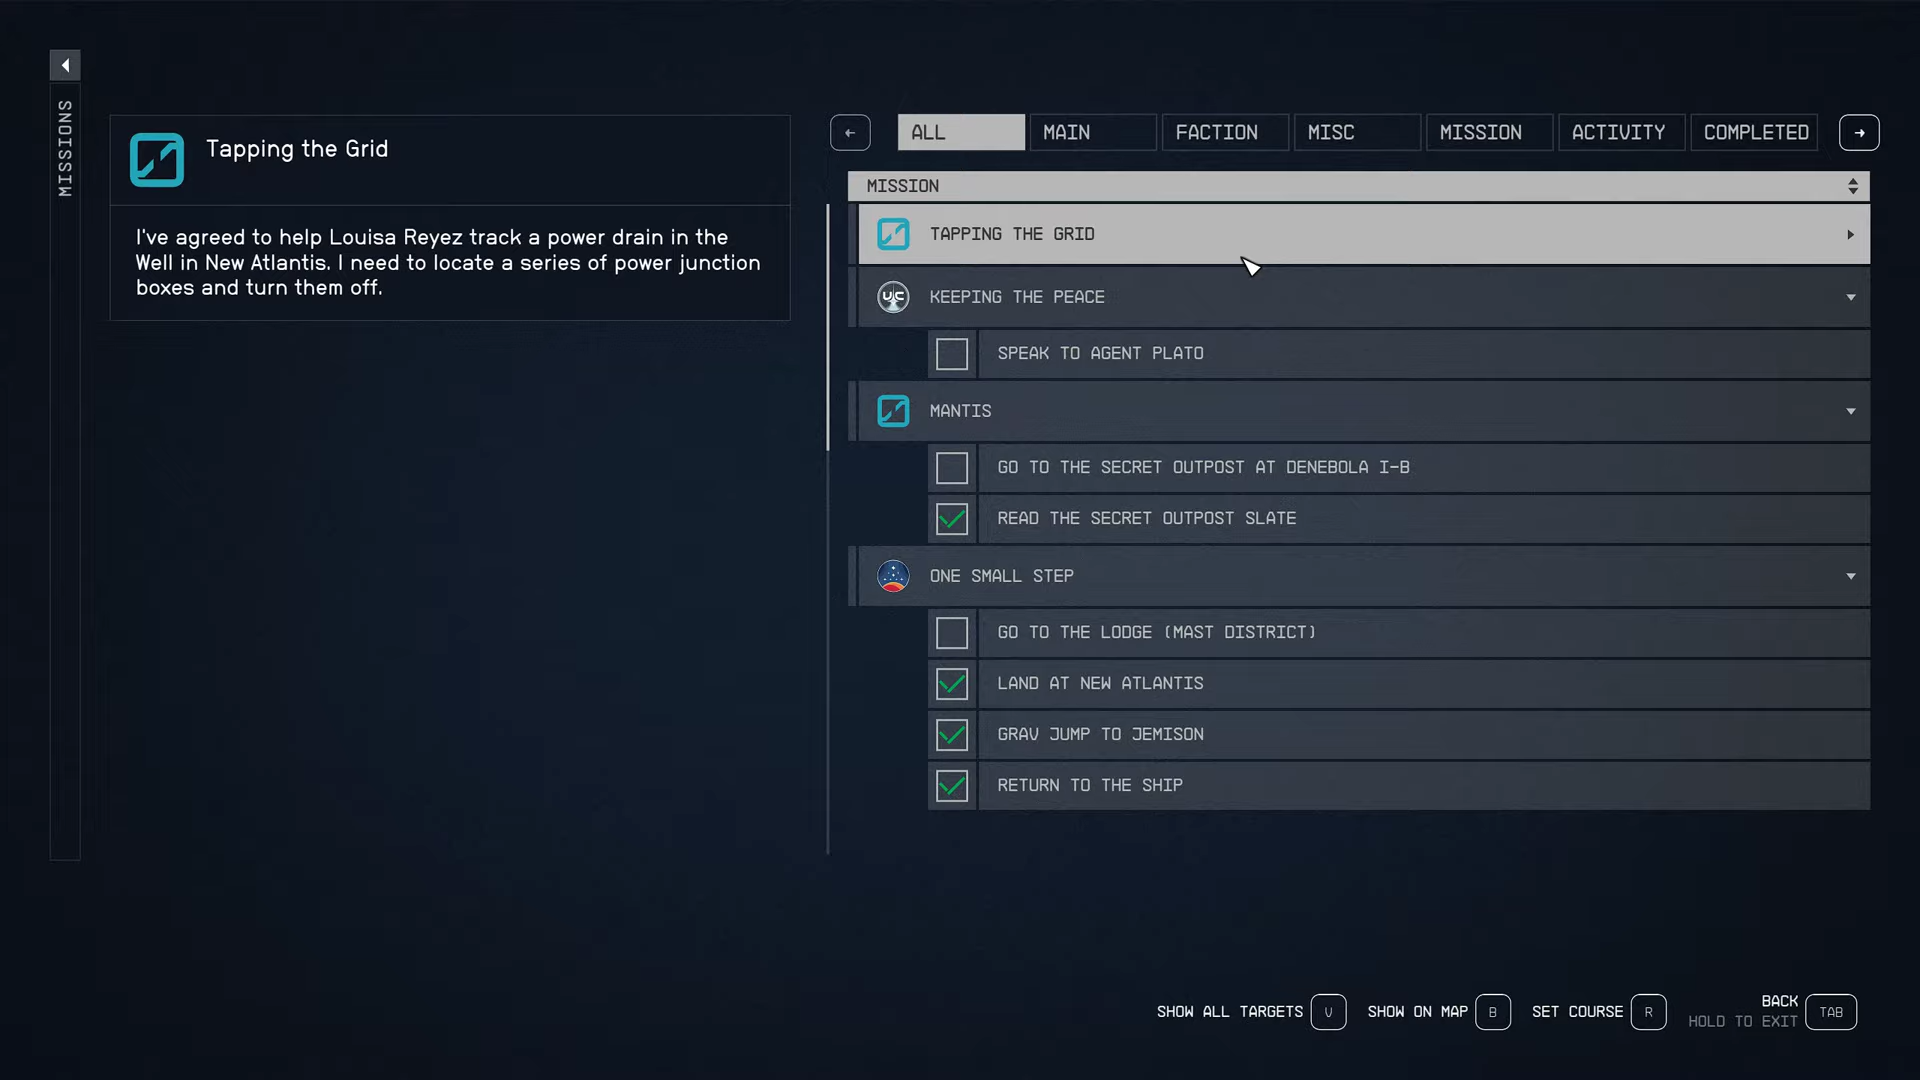 MISSIONS
Tapping the Grid
I've agreed to help Louisa Reyez track a power drain in the
Well in New Atlantis. I need to locate a series of power junction
boxes and turn them off.
ALL MAIN FACTION MISC MISSION ACTIVITY COMPLETED
MISSION
TAPPING THE GRID
UC KEEPING THE PEACE
SPEAK TO AGENT PLATO
MANTIS
GO TO THE SECRET OUTPOST AT DENEBOLA I-B
READ THE SECRET OUTPOST SLATE
ONE SMALL STEP
GO TO THE LODGE (MAST DISTRICT)
LAND AT NEW ATLANTIS
GRAV JUMP TO JEMISON
RETURN TO THE SHIP
SHOW ALL TARGETS V SHOW ON MAP B SET COURSE R BACK TAB
HOLD TO EXIT